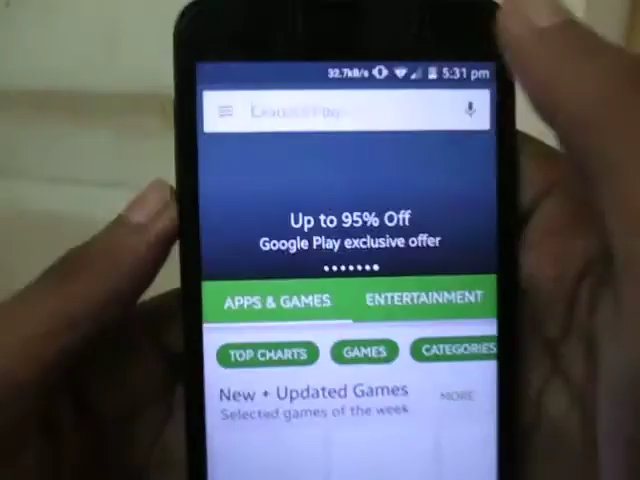 32.7kB/s 5:31 pm
Up to 95% Off
Google Play exclusive offer
APPS & GAMES ENTERTAINMENT
TOP CHARTS GAMES CATEGORIES
New + Updated Games MORE
Selected games of the week